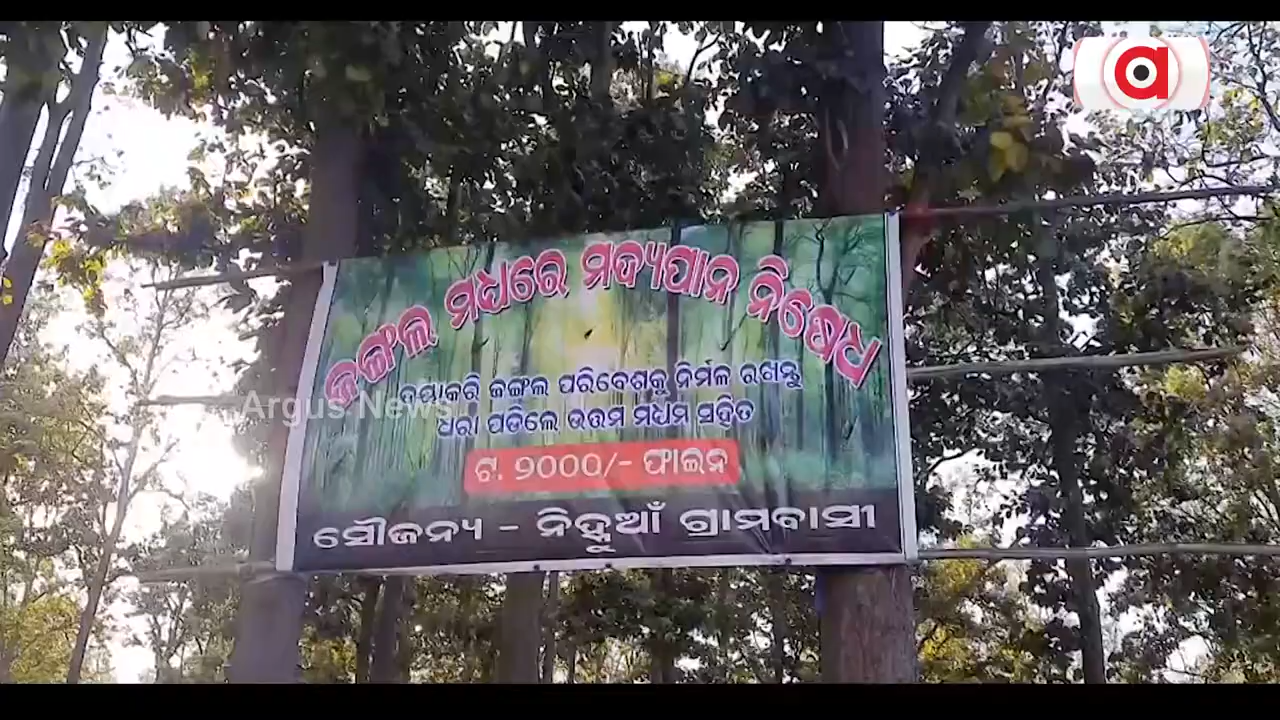 ଜଙ୍ଗଲ ମଧ୍ୟରେ ମଦ୍ୟପାନ ନିଷେଧ
ଦୟାକରି ଜଙ୍ଗଲ ପରିବେଶକୁ ନିର୍ମଳ ରଖନ୍ତୁ
Argus News
ଧରା ପଡିଲେ ଉତ୍ତମ ମଧ୍ୟମ ସହିତ
ଟ. ୨୦୦୦/- ଫାଇନ
ସୌଜନ୍ୟ - ନିହ୍ନୁଆଁ ଗ୍ରାମବାସୀ